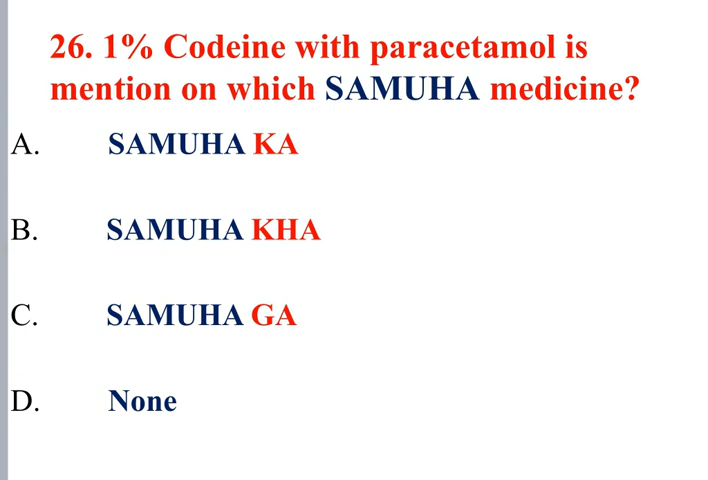 26. 1% Codeine with paracetamol is
mention on which SAMUHA medicine?
A. SAMUHA KA
B. SAMUHA KHA
C. SAMUHA GA
D. None